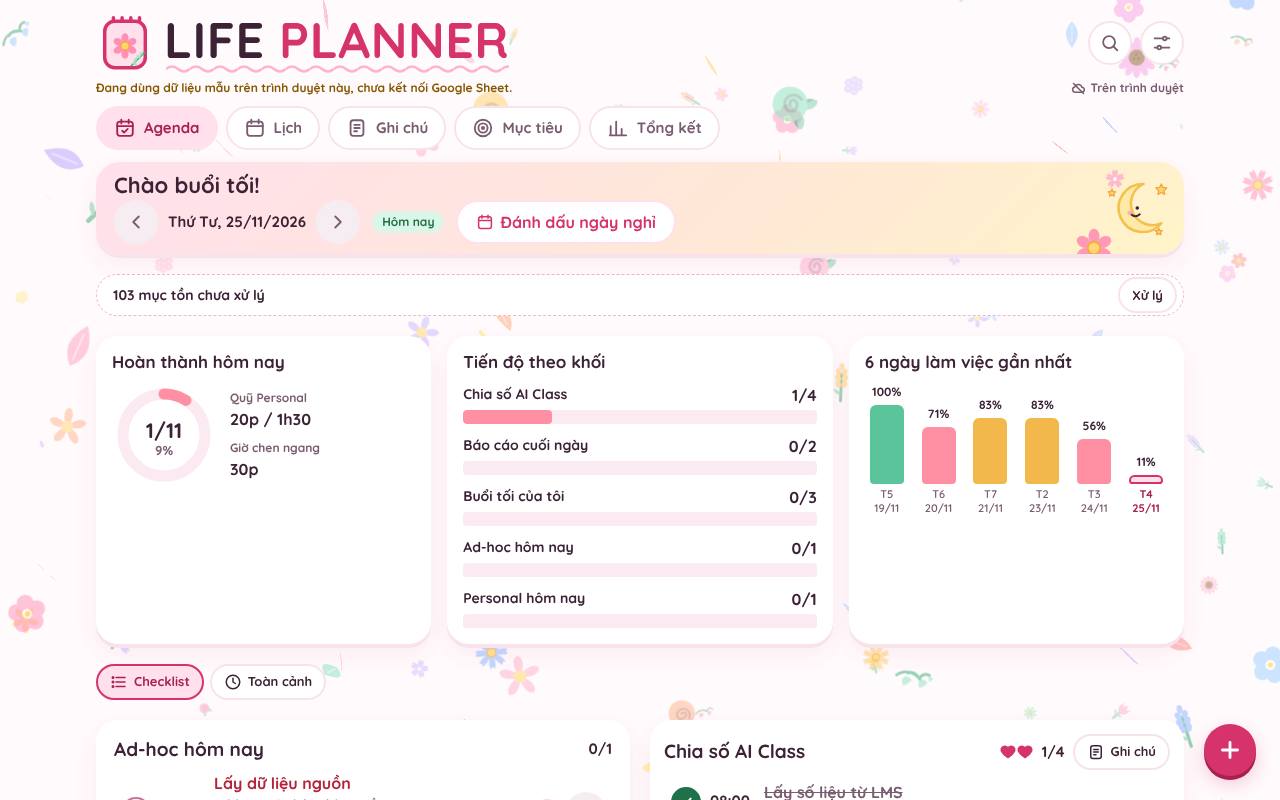 LIFE PLANNER
Đang dùng dữ liệu mẫu trên trình duyệt này, chưa kết nối Google Sheet.
Trên trình duyệt
Agenda
Lịch
Ghi chú
Mục tiêu
Tổng kết
Chào buổi tối!
Thứ Tư, 25/11/2026
Hôm nay
Đánh dấu ngày nghỉ
103 mục tồn chưa xử lý
Xử lý
Hoàn thành hôm nay
1/11
9%
Quỹ Personal
20p / 1h30
Giờ chen ngang
30p
Tiến độ theo khối
Chia số AI Class 1/4
Báo cáo cuối ngày 0/2
Buổi tối của tôi 0/3
Ad-hoc hôm nay 0/1
Personal hôm nay 0/1
6 ngày làm việc gần nhất
100% 71% 83% 83% 56% 11%
T5 T6 T7 T2 T3 T4
19/11 20/11 21/11 23/11 24/11 25/11
Checklist
Toàn cảnh
Ad-hoc hôm nay 0/1
Lấy dữ liệu nguồn
Chia số AI Class 1/4 Ghi chú
08:00 Lấy số liệu từ LMS